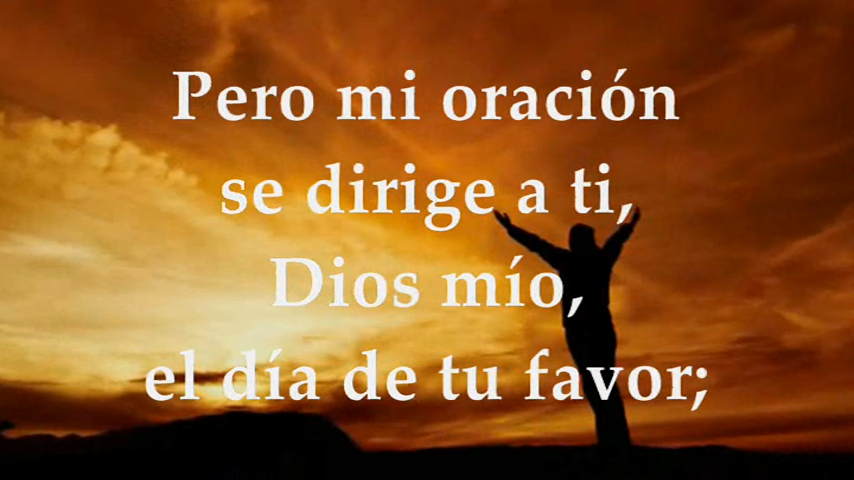 Pero mi oración
se dirige a ti,
Dios mío,
el día de tu favor;